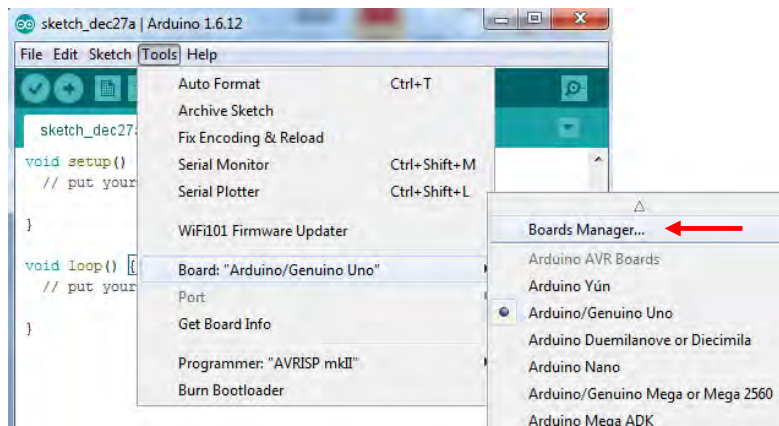 sketch_dec27a | Arduino 1.6.12
File Edit Sketch Tools Help
sketch_dec27
void setup()
// put your
}
void loop() {
// put your
}
Auto Format Ctrl+T
Archive Sketch
Fix Encoding & Reload
Serial Monitor Ctrl+Shift+M
Serial Plotter Ctrl+Shift+L
WiFi101 Firmware Updater
Board: "Arduino/Genuino Uno"
Port
Get Board Info
Programmer: "AVRISP mkII"
Burn Bootloader
Boards Manager...
Arduino AVR Boards
Arduino Yún
Arduino/Genuino Uno
Arduino Duemilanove or Diecimila
Arduino Nano
Arduino/Genuino Mega or Mega 2560
Arduino Mega ADK